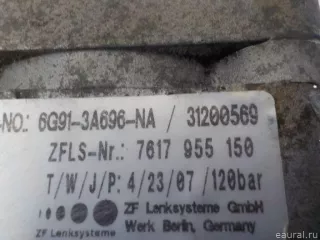 -NO.: 6G91-3A696-NA / 31200569
ZFLS-Nr.: 7617 955 150
T/W/J/P: 4/23/07 /120bar
ZF Lenksysteme GmbH
ZF Lenksysteme Werk Berlin, Germany
eaural.ru